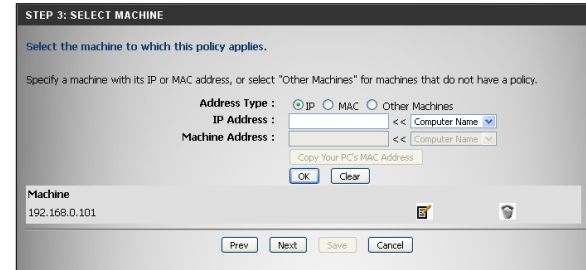 STEP 3: SELECT MACHINE
Select the machine to which this policy applies.
Specify a machine with its IP or MAC address, or select "Other Machines" for machines that do not have a policy.
Address Type : IP MAC Other Machines
IP Address : << Computer Name
Machine Address : << Computer Name
Copy Your PC's MAC Address
OK Clear
Machine
192.168.0.101
Prev Next Save Cancel